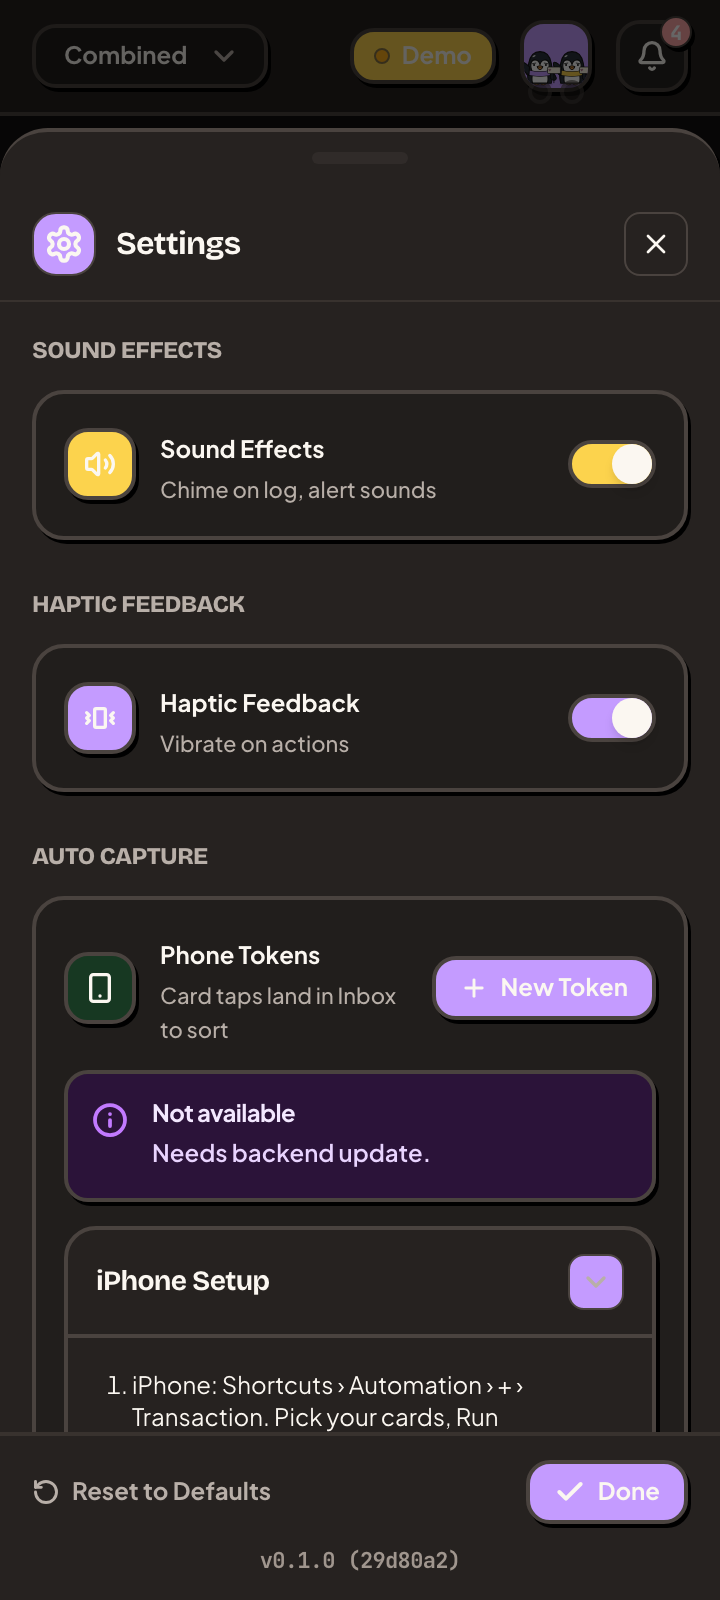 Combined
Demo
4
Settings
SOUND EFFECTS
Sound Effects
Chime on log, alert sounds
HAPTIC FEEDBACK
Haptic Feedback
Vibrate on actions
AUTO CAPTURE
Phone Tokens
Card taps land in Inbox
to sort
New Token
Not available
Needs backend update.
iPhone Setup
1. iPhone: Shortcuts › Automation › + ›
Transaction. Pick your cards, Run
Reset to Defaults
Done
v0.1.0 (29d80a2)